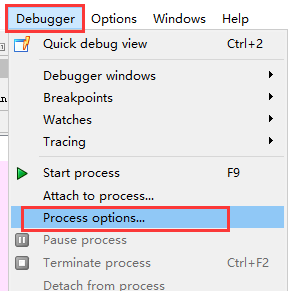 Debugger Options Windows Help
Quick debug view Ctrl+2
Debugger windows
Breakpoints
Watches
Tracing
Start process F9
Attach to process...
Process options...
Pause process
Terminate process Ctrl+F2
Detach from process